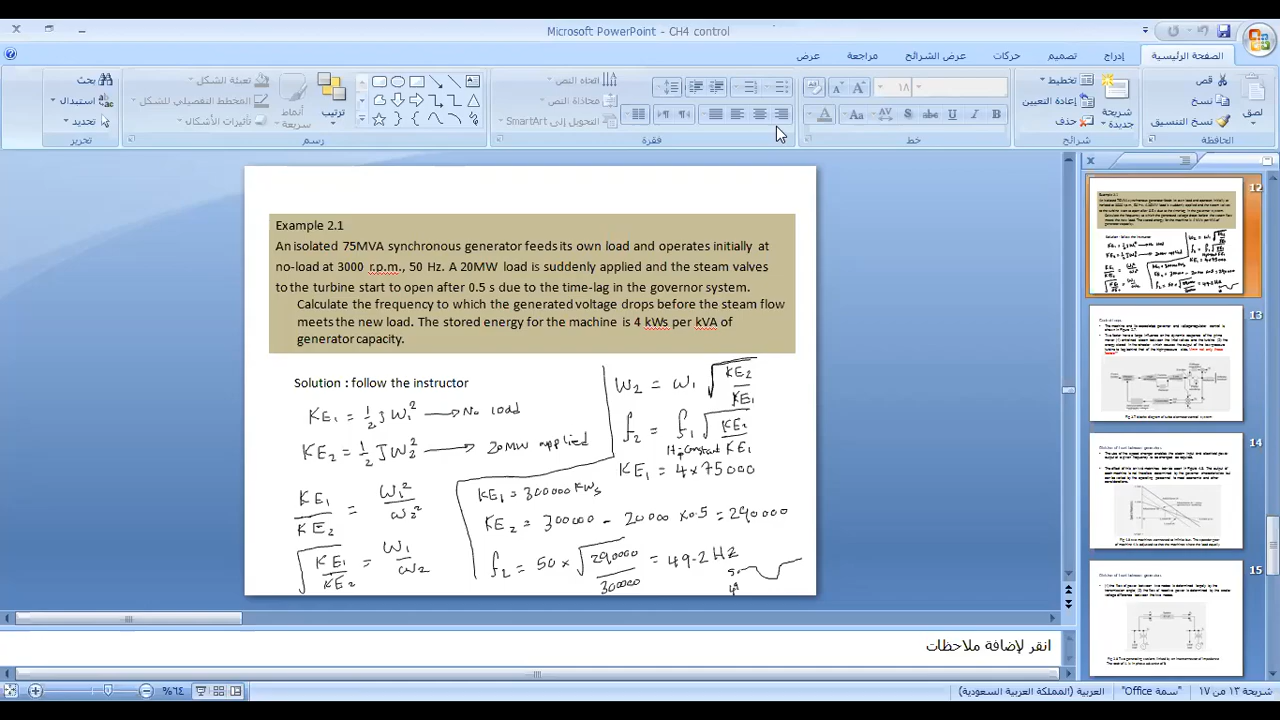 Microsoft PowerPoint - CH4 control
الصفحة الرئيسية
إدراج
تصميم
حركات
عرض الشرائح
مراجعة
عرض
قص
نسخ
نسخ التنسيق
لصق
الحافظة
تخطيط
إعادة التعيين
حذف
شريحة جديدة
شرائح
خط
اتجاه النص
محاذاة النص
التحويل إلى SmartArt
فقرة
ترتيب
أنماط سريعة
تعبئة الشكل
المخطط التفصيلي للشكل
تأثيرات الأشكال
رسم
بحث
استبدال
تحديد
تحرير
Example 2.1
An isolated 75MVA synchronous generator feeds its own load and operates initially at
no-load at 3000 r.p.m., 50 Hz. A 20MW load is suddenly applied and the steam valves
to the turbine start to open after 0.5 s due to the time-lag in the governor system.
Calculate the frequency to which the generated voltage drops before the steam flow
meets the new load. The stored energy for the machine is 4 kWs per kVA of
generator capacity.
Solution : follow the instructor
KE1 = 1/2 J W1² → No load
KE2 = 1/2 J W2² → 20MW applied
KE1/KE2 = W1²/W2²
√(KE1/KE2) = W1/W2
W2 = W1 √(KE2/KE1)
f2 = f1 √(KE2/KE1)
H → Constant
KE1 = 4 x 75000
KE1 = 300000 KWs
KE2 = 300000 - 20000 x 0.5 = 290000
f2 = 50 x √(290000/300000) = 49.2 Hz
12
13
14
15
انقر لإضافة ملاحظات
شريحة ١٣ من ١٧
"سمة Office"
العربية (المملكة العربية السعودية)
٦٤%